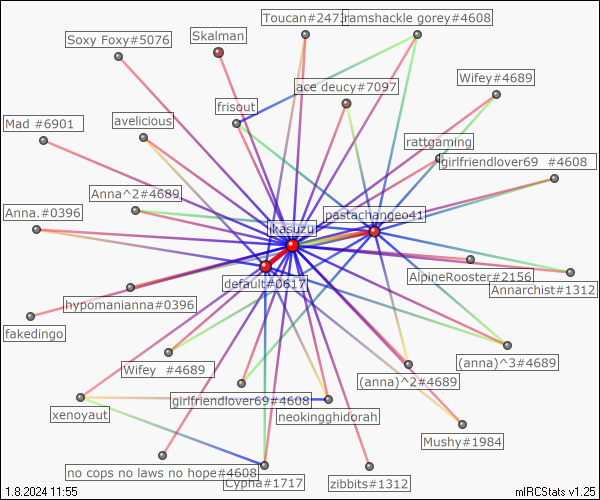 Toucan#2473
ramshackle gorey#4608
Soxy Foxy#5076
Skalman
ace deucy#7097
Wifey#4689
frisout
Mad #6901
avelicious
rattgaming
girlfriendlover69 #4608
Anna^2#4689
Anna.#0396
pastachangeo41
ikasuzu
default#0617
AlpineRooster#2156
Annarchist#1312
hypomanianna#0396
fakedingo
Wifey #4689
(anna)^3#4689
(anna)^2#4689
girlfriendlover69#4608
neokingghidorah
xenoyaut
Mushy#1984
no cops no laws no hope#4608
Cypha#1717
zibbits#1312
1.8.2024 11:55
mIRCStats v1.25